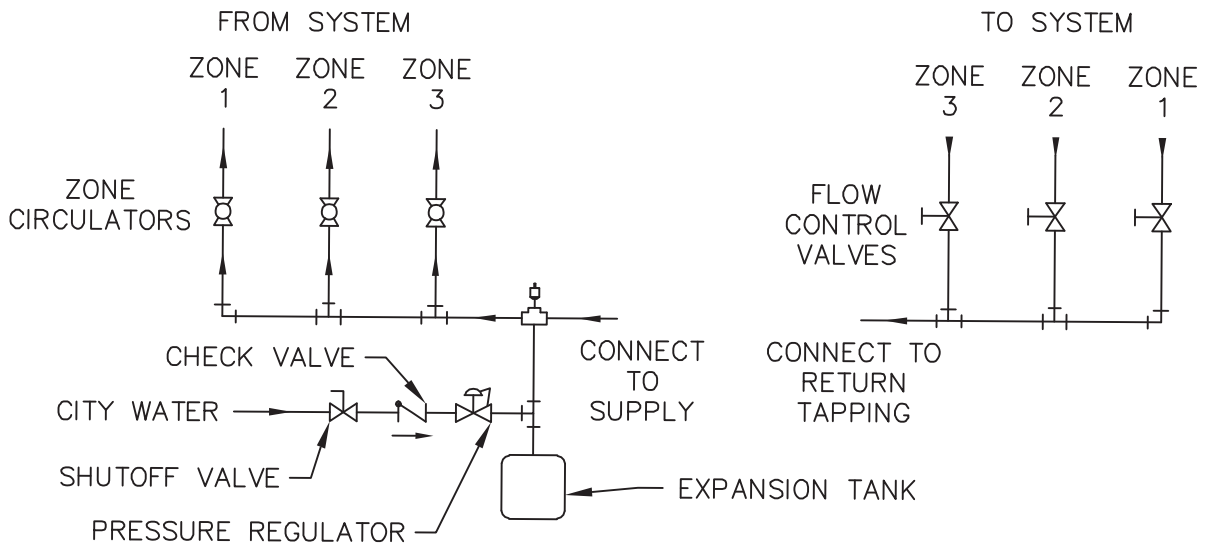 FROM SYSTEM
TO SYSTEM
ZONE
1
ZONE
2
ZONE
3
ZONE
3
ZONE
2
ZONE
1
ZONE
CIRCULATORS
FLOW
CONTROL
VALVES
CHECK VALVE
CONNECT
TO
SUPPLY
CONNECT TO
RETURN
TAPPING
CITY WATER
SHUTOFF VALVE
EXPANSION TANK
PRESSURE REGULATOR